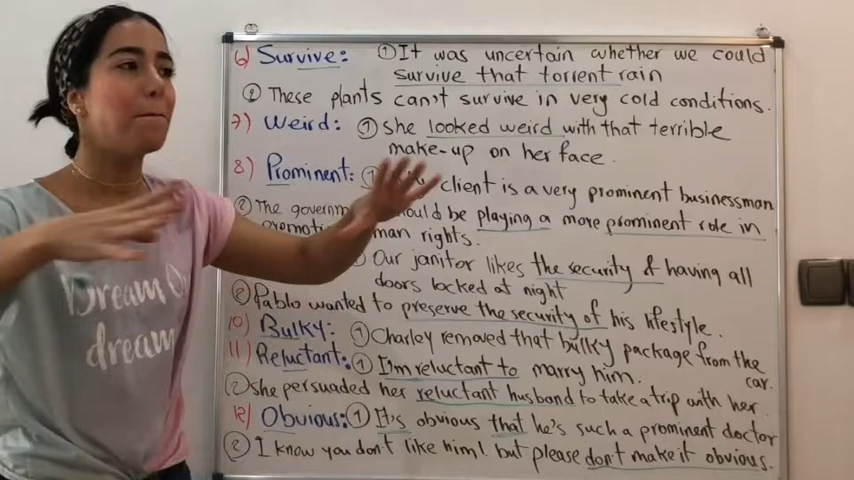 6) Survive: ① It was uncertain whether we could
survive that torrent rain
② These plants can't survive in very cold conditions.
7) Weird: ① she looked weird with that terrible
make-up on her face.
8) Prominent: client is a very prominent businessman
② The should be playing a more prominent role in
human rights.
Our janitor likes the security of having all
doors locked at night
② Pablo wanted to preserve the security of his lifestyle.
10) Bulky: ① Charley removed that bulky package from the
car.
11) Reluctant: ① I'm reluctant to marry him.
② she persuaded her reluctant husband to take a trip with her.
12) Obvious: ① It's obvious that he's such a prominent doctor
② I know you don't like him! but please don't make it obvious.
Dream On
dreamer